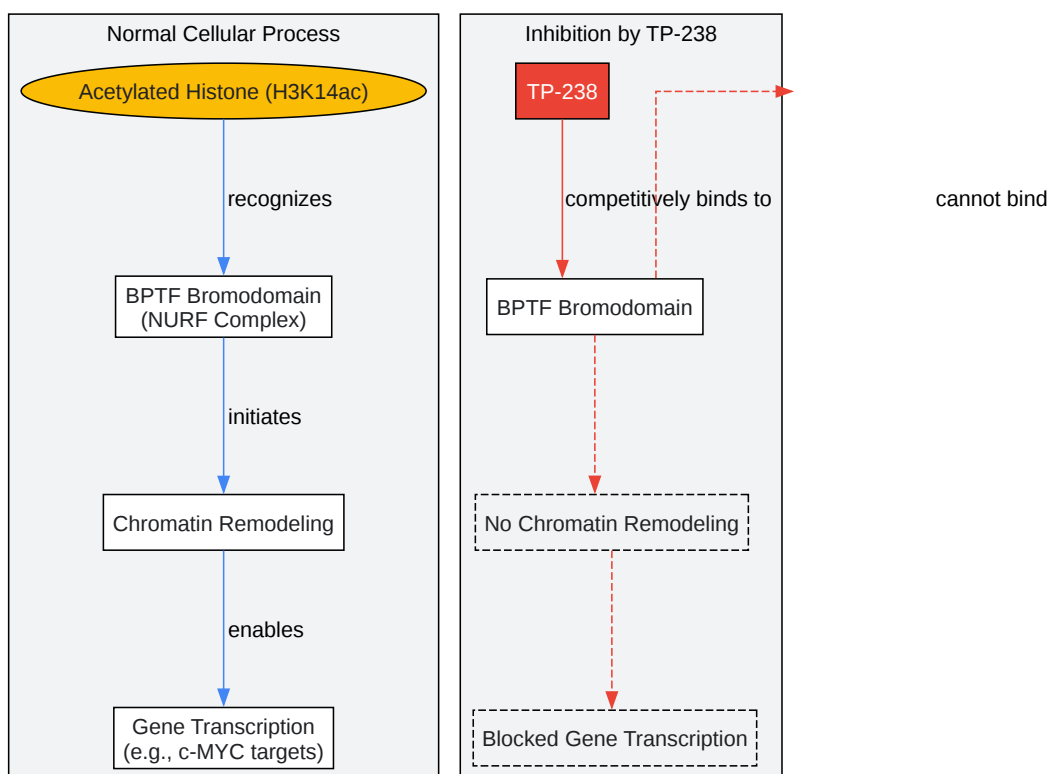 Normal Cellular Process
Acetylated Histone (H3K14ac)
recognizes
BPTF Bromodomain
(NURF Complex)
initiates
Chromatin Remodeling
enables
Gene Transcription
(e.g., c-MYC targets)
Inhibition by TP-238
TP-238
competitively binds to
cannot bind
BPTF Bromodomain
No Chromatin Remodeling
Blocked Gene Transcription